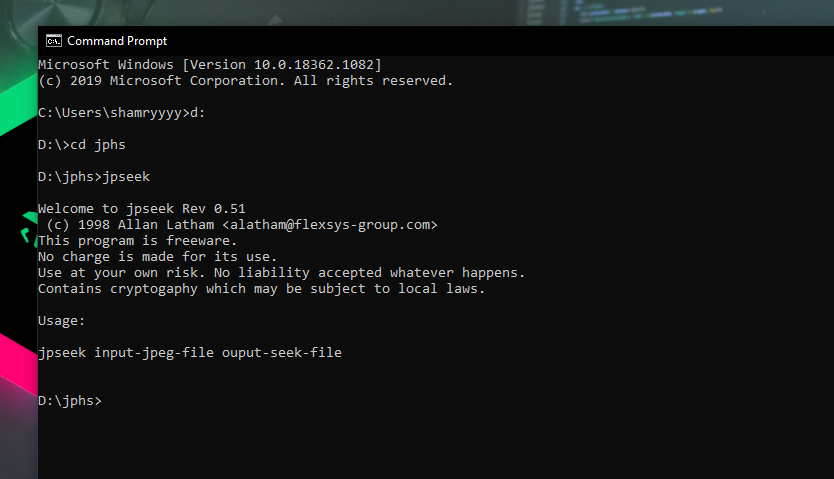 Command Prompt
Microsoft Windows [Version 10.0.18362.1082]
(c) 2019 Microsoft Corporation. All rights reserved.
C:\Users\shamryyyy>d:
D:\>cd jphs
D:\jphs>jpseek
Welcome to jpseek Rev 0.51
(c) 1998 Allan Latham <alatham@flexsys-group.com>
This program is freeware.
No charge is made for its use.
Use at your own risk. No liability accepted whatever happens.
Contains cryptogaphy which may be subject to local laws.
Usage:
jpseek input-jpeg-file ouput-seek-file
D:\jphs>